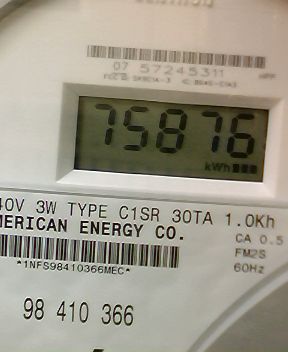 07 57245311
75876
kWh
40V 3W TYPE C1SR 30TA 1.0Kh
MERICAN ENERGY CO.
CA 0.5
FM2S
60Hz
*1NFS98410366MEC*
98 410 366